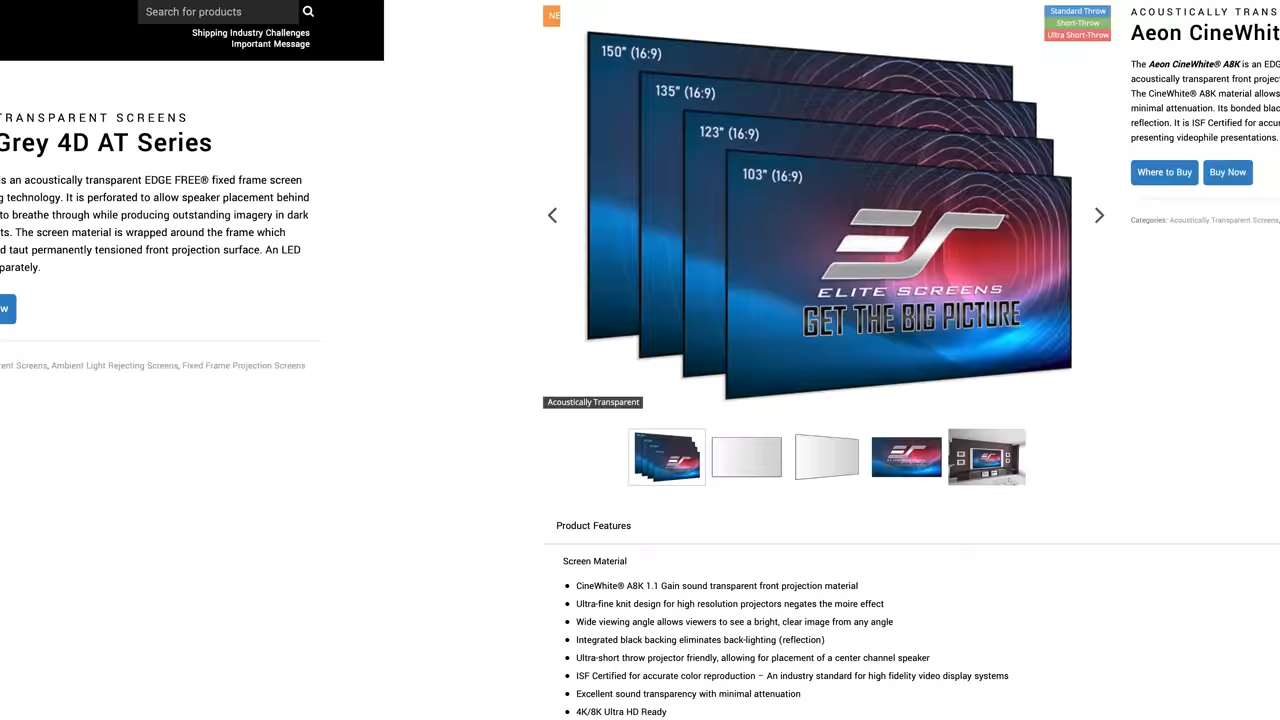 Search for products
Shipping Industry Challenges
Important Message
TRANSPARENT SCREENS
Grey 4D AT Series
is an acoustically transparent EDGE FREE® fixed frame screen
technology. It is perforated to allow speaker placement behind
to breathe through while producing outstanding imagery in dark
The screen material is wrapped around the frame which
taut permanently tensioned front projection surface. An LED
Screens, Ambient Light Rejecting Screens, Fixed Frame Projection Screens
NE
Standard Throw
Short-Throw
Ultra Short-Throw
150" (16:9)
135" (16:9)
123" (16:9)
103" (16:9)
ES
®
ELITE SCREENS
GET THE BIG PICTURE
Acoustically Transparent
ACOUSTICALLY TRANS
Aeon CineWhit
The Aeon CineWhite® A8K is an EDG
acoustically transparent front projec
The CineWhite® A8K material allows
minimal attenuation. Its bonded blac
reflection. It is ISF Certified for accur
presenting videophile presentations.
Where to Buy
Buy Now
Categories: Acoustically Transparent Screens,
Product Features
Screen Material
CineWhite® A8K 1.1 Gain sound transparent front projection material
Ultra-fine knit design for high resolution projectors negates the moire effect
Wide viewing angle allows viewers to see a bright, clear image from any angle
Integrated black backing eliminates back-lighting (reflection)
Ultra-short throw projector friendly, allowing for placement of a center channel speaker
ISF Certified for accurate color reproduction – An industry standard for high fidelity video display systems
Excellent sound transparency with minimal attenuation
4K/8K Ultra HD Ready